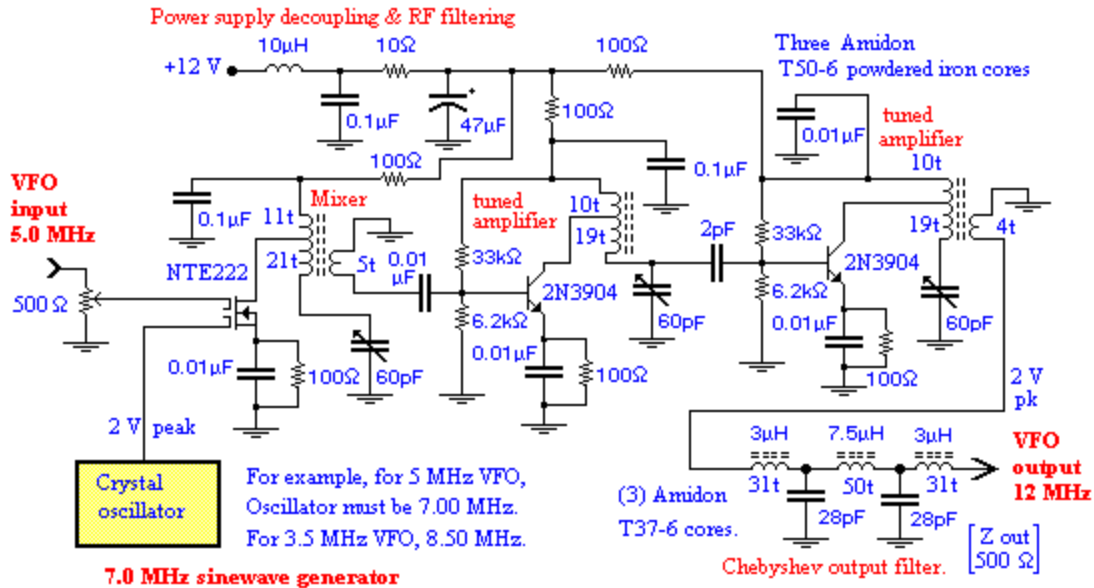 Power supply decoupling & RF filtering
10µH
10Ω
100Ω
Three Amidon
T50-6 powdered iron cores
+12 V
0.1µF
47µF
+
100Ω
0.01µF
tuned
amplifier
100Ω
0.1µF
10t
VFO
input
5.0 MHz
0.1µF
Mixer
11t
21t
5t
0.01
µF
tuned
amplifier
10t
19t
2pF
33kΩ
19t
4t
NTE222
33kΩ
2N3904
2N3904
500 Ω
6.2kΩ
60pF
6.2kΩ
60pF
0.01µF
100Ω
60pF
0.01µF
100Ω
0.01µF
100Ω
2 V
pk
2 V peak
3µH
7.5µH
3µH
VFO
output
12 MHz
Crystal
oscillator
For example, for 5 MHz VFO,
Oscillator must be 7.00 MHz.
For 3.5 MHz VFO, 8.50 MHz.
(3) Amidon
T37-6 cores.
31t
50t
31t
28pF
28pF
Z out
500 Ω
Chebyshev output filter.
7.0 MHz sinewave generator